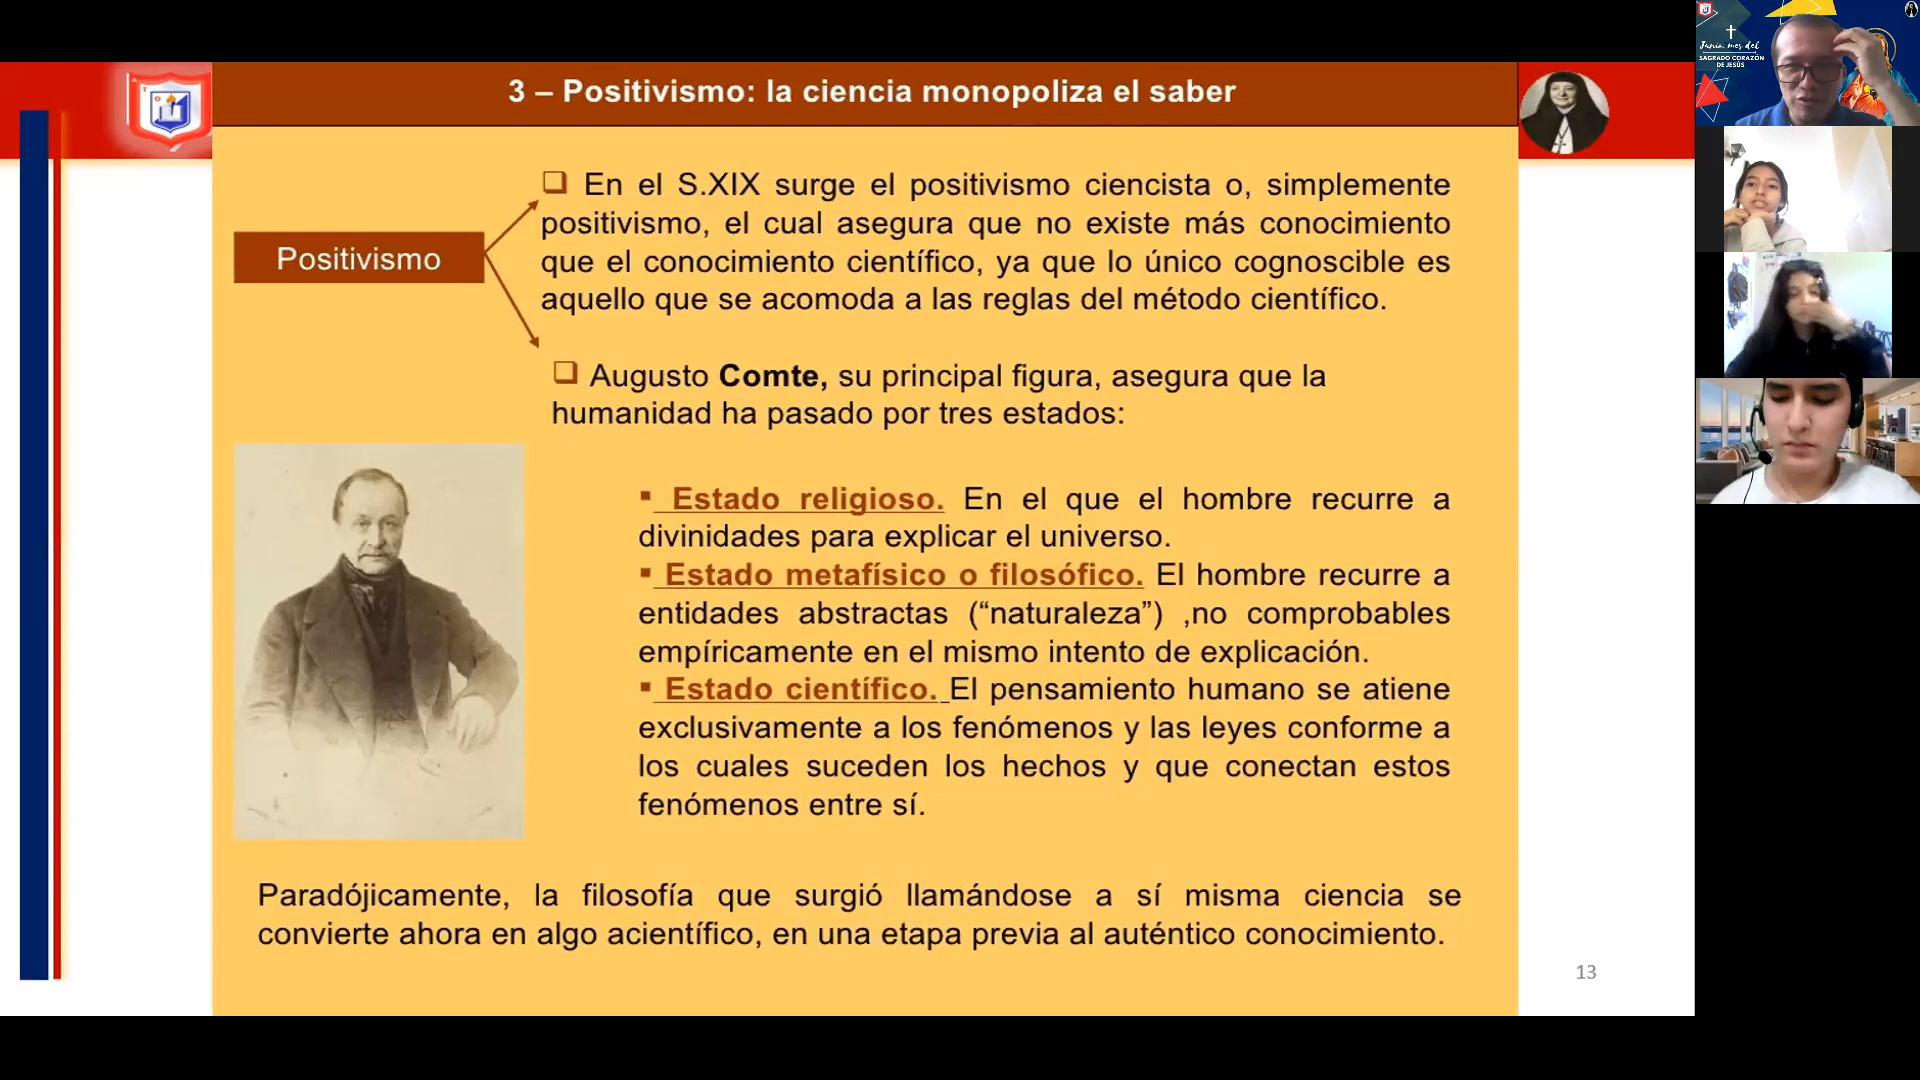 3 – Positivismo: la ciencia monopoliza el saber
Positivismo
En el S.XIX surge el positivismo ciencista o, simplemente
positivismo, el cual asegura que no existe más conocimiento
que el conocimiento científico, ya que lo único cognoscible es
aquello que se acomoda a las reglas del método científico.
Augusto Comte, su principal figura, asegura que la
humanidad ha pasado por tres estados:
▪ Estado religioso. En el que el hombre recurre a
divinidades para explicar el universo.
▪ Estado metafísico o filosófico. El hombre recurre a
entidades abstractas (“naturaleza”) ,no comprobables
empíricamente en el mismo intento de explicación.
▪ Estado científico. El pensamiento humano se atiene
exclusivamente a los fenómenos y las leyes conforme a
los cuales suceden los hechos y que conectan estos
fenómenos entre sí.
Paradójicamente, la filosofía que surgió llamándose a sí misma ciencia se
convierte ahora en algo acientífico, en una etapa previa al auténtico conocimiento.
13
Junio, mes del
SAGRADO CORAZÓN
DE JESÚS